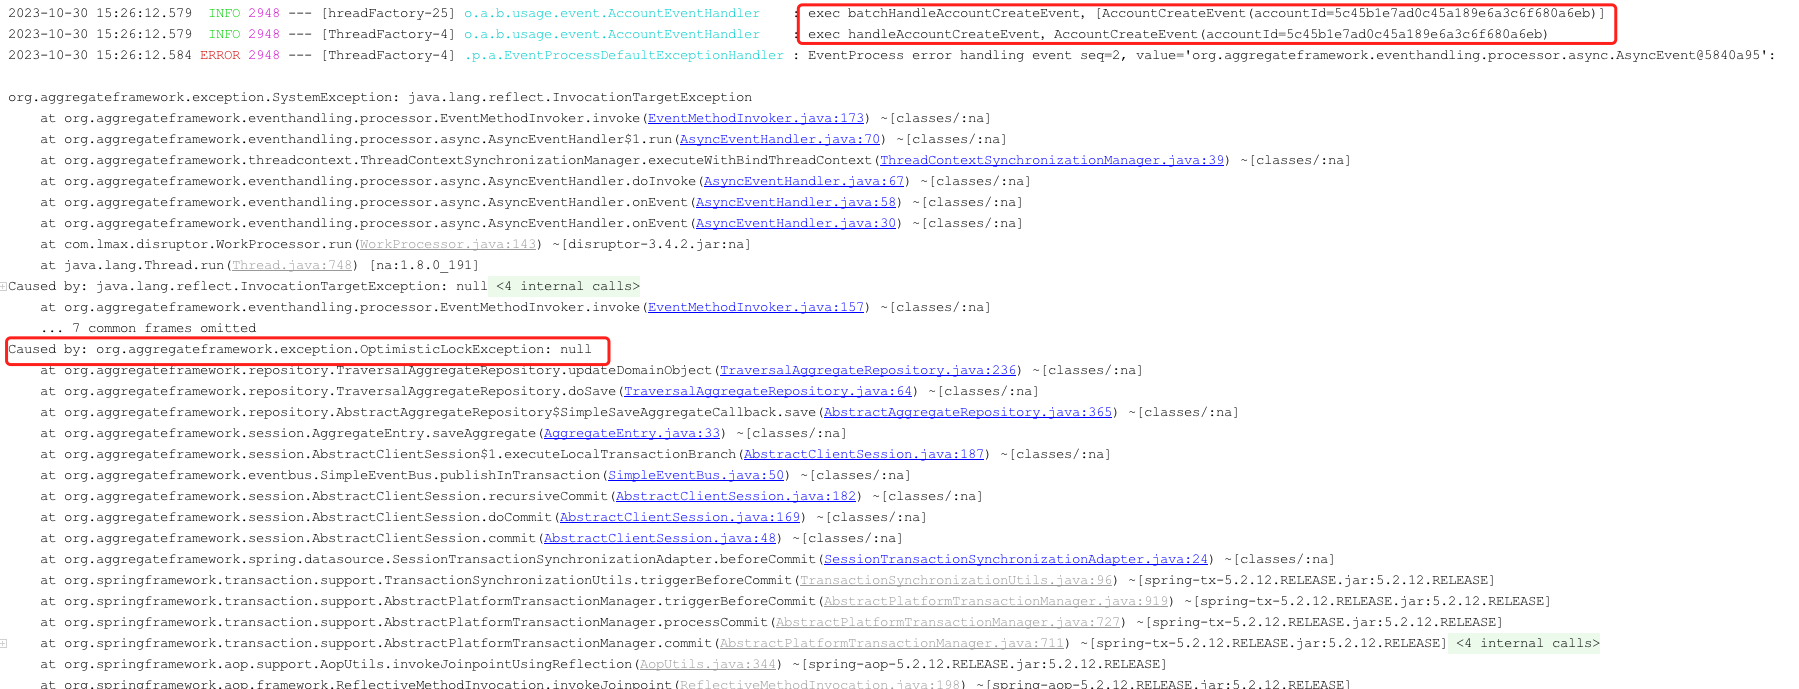 2023-10-30 15:26:12.579  INFO 2948 --- [hreadFactory-25] o.a.b.usage.event.AccountEventHandler    : exec batchHandleAccountCreateEvent, [AccountCreateEvent(accountId=5c45b1e7ad0c45a189e6a3c6f680a6eb)]
2023-10-30 15:26:12.579  INFO 2948 --- [ThreadFactory-4] o.a.b.usage.event.AccountEventHandler    : exec handleAccountCreateEvent, AccountCreateEvent(accountId=5c45b1e7ad0c45a189e6a3c6f680a6eb)
2023-10-30 15:26:12.584 ERROR 2948 --- [ThreadFactory-4] .p.a.EventProcessDefaultExceptionHandler : EventProcess error handling event seq=2, value='org.aggregateframework.eventhandling.processor.async.AsyncEvent@5840a95':
org.aggregateframework.exception.SystemException: java.lang.reflect.InvocationTargetException
at org.aggregateframework.eventhandling.processor.EventMethodInvoker.invoke(EventMethodInvoker.java:173) ~[classes/:na]
at org.aggregateframework.eventhandling.processor.async.AsyncEventHandler$1.run(AsyncEventHandler.java:70) ~[classes/:na]
at org.aggregateframework.threadcontext.ThreadContextSynchronizationManager.executeWithBindThreadContext(ThreadContextSynchronizationManager.java:39) ~[classes/:na]
at org.aggregateframework.eventhandling.processor.async.AsyncEventHandler.doInvoke(AsyncEventHandler.java:67) ~[classes/:na]
at org.aggregateframework.eventhandling.processor.async.AsyncEventHandler.onEvent(AsyncEventHandler.java:58) ~[classes/:na]
at org.aggregateframework.eventhandling.processor.async.AsyncEventHandler.onEvent(AsyncEventHandler.java:30) ~[classes/:na]
at com.lmax.disruptor.WorkProcessor.run(WorkProcessor.java:143) ~[disruptor-3.4.2.jar:na]
at java.lang.Thread.run(Thread.java:748) [na:1.8.0_191]
Caused by: java.lang.reflect.InvocationTargetException: null <4 internal calls>
at org.aggregateframework.eventhandling.processor.EventMethodInvoker.invoke(EventMethodInvoker.java:157) ~[classes/:na]
... 7 common frames omitted
Caused by: org.aggregateframework.exception.OptimisticLockException: null
at org.aggregateframework.repository.TraversalAggregateRepository.updateDomainObject(TraversalAggregateRepository.java:236) ~[classes/:na]
at org.aggregateframework.repository.TraversalAggregateRepository.doSave(TraversalAggregateRepository.java:64) ~[classes/:na]
at org.aggregateframework.repository.AbstractAggregateRepository$SimpleSaveAggregateCallback.save(AbstractAggregateRepository.java:365) ~[classes/:na]
at org.aggregateframework.session.AggregateEntry.saveAggregate(AggregateEntry.java:33) ~[classes/:na]
at org.aggregateframework.session.AbstractClientSession$1.executeLocalTransactionBranch(AbstractClientSession.java:187) ~[classes/:na]
at org.aggregateframework.eventbus.SimpleEventBus.publishInTransaction(SimpleEventBus.java:50) ~[classes/:na]
at org.aggregateframework.session.AbstractClientSession.recursiveCommit(AbstractClientSession.java:182) ~[classes/:na]
at org.aggregateframework.session.AbstractClientSession.doCommit(AbstractClientSession.java:169) ~[classes/:na]
at org.aggregateframework.session.AbstractClientSession.commit(AbstractClientSession.java:48) ~[classes/:na]
at org.aggregateframework.spring.datasource.SessionTransactionSynchronizationAdapter.beforeCommit(SessionTransactionSynchronizationAdapter.java:24) ~[classes/:na]
at org.springframework.transaction.support.TransactionSynchronizationUtils.triggerBeforeCommit(TransactionSynchronizationUtils.java:96) ~[spring-tx-5.2.12.RELEASE.jar:5.2.12.RELEASE]
at org.springframework.transaction.support.AbstractPlatformTransactionManager.triggerBeforeCommit(AbstractPlatformTransactionManager.java:919) ~[spring-tx-5.2.12.RELEASE.jar:5.2.12.RELEASE]
at org.springframework.transaction.support.AbstractPlatformTransactionManager.processCommit(AbstractPlatformTransactionManager.java:727) ~[spring-tx-5.2.12.RELEASE.jar:5.2.12.RELEASE]
at org.springframework.transaction.support.AbstractPlatformTransactionManager.commit(AbstractPlatformTransactionManager.java:711) ~[spring-tx-5.2.12.RELEASE.jar:5.2.12.RELEASE] <4 internal calls>
at org.springframework.aop.support.AopUtils.invokeJoinpointUsingReflection(AopUtils.java:344) ~[spring-aop-5.2.12.RELEASE.jar:5.2.12.RELEASE]
at org.springframework.aop.framework.ReflectiveMethodInvocation.invokeJoinpoint(ReflectiveMethodInvocation.java:198) ~[spring-aop-5.2.12.RELEASE.jar:5.2.12.RELEASE]